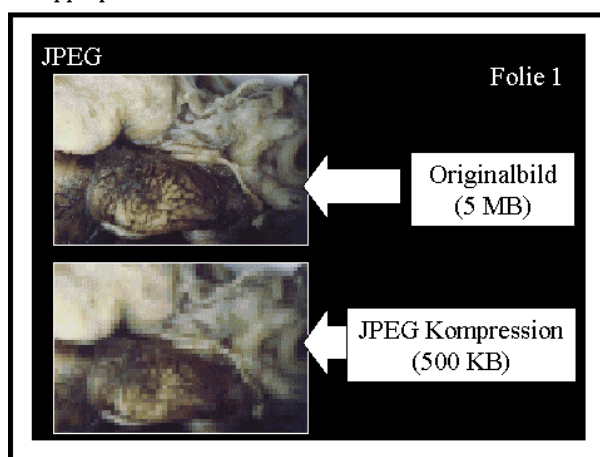 JPEG
Folie 1
Originalbild
(5 MB)
JPEG Kompression
(500 KB)